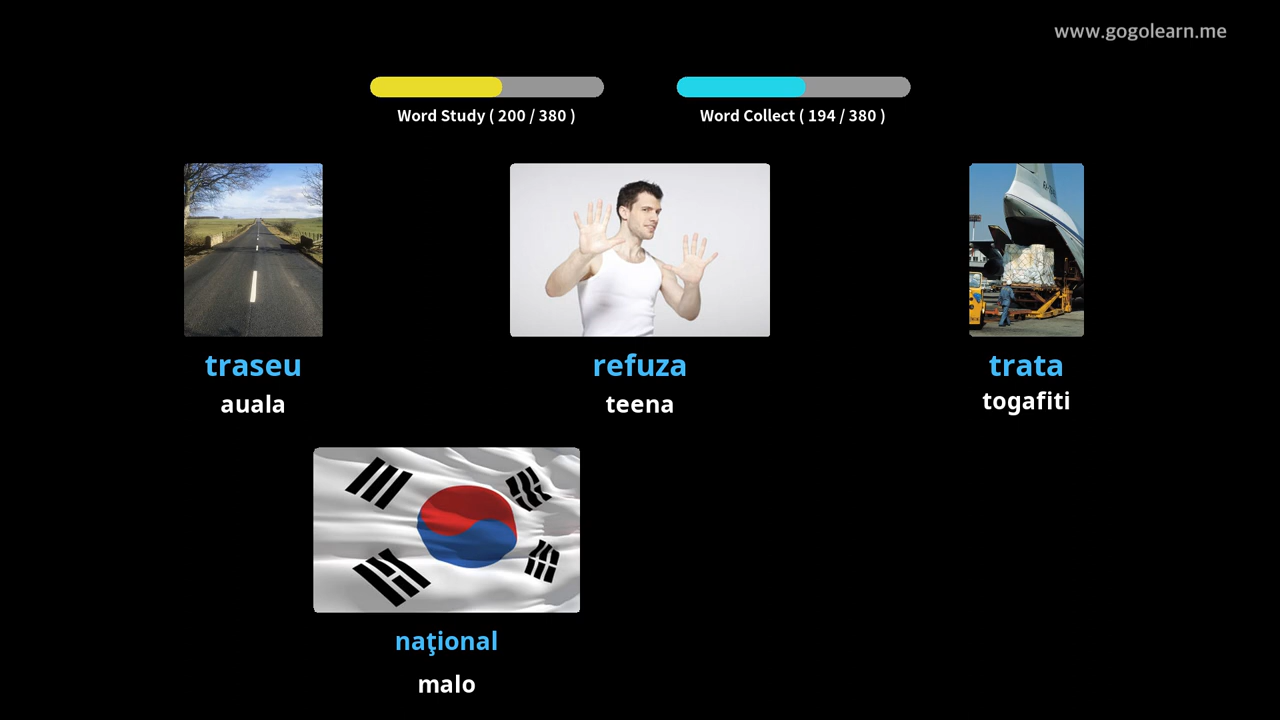 www.gogolearn.me
Word Study ( 200 / 380 )
Word Collect ( 194 / 380 )
traseu
auala
refuza
teena
trata
togafiti
naţional
malo